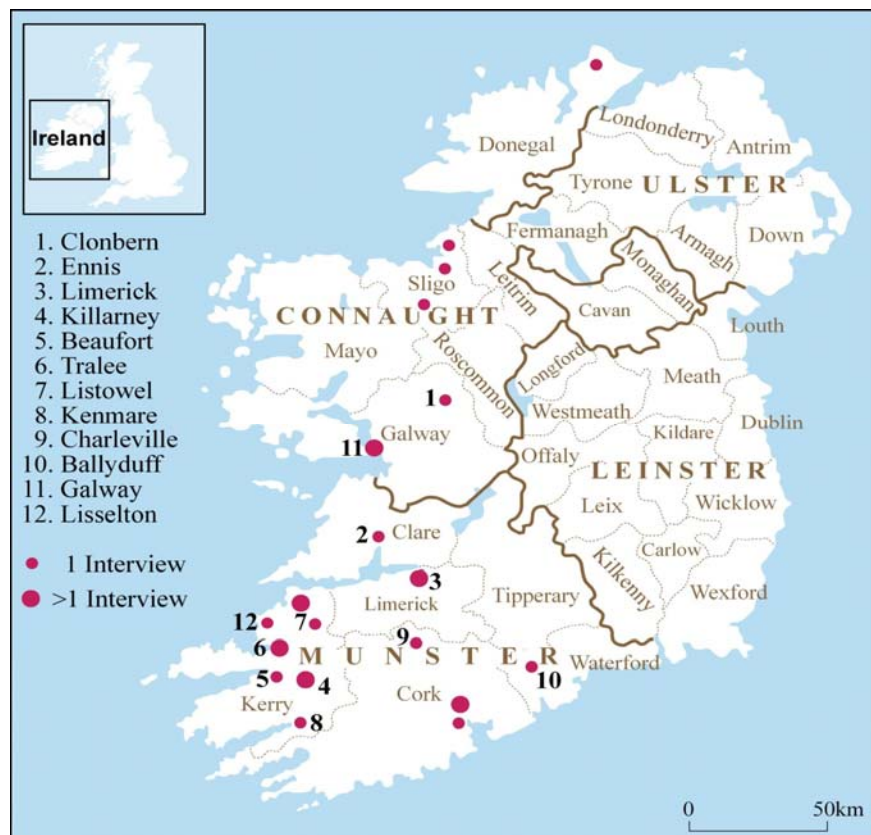 Ireland
1. Clonbern
2. Ennis
3. Limerick
4. Killarney
5. Beaufort
6. Tralee
7. Listowel
8. Kenmare
9. Charleville
10. Ballyduff
11. Galway
12. Lisselton
1 Interview
>1 Interview
Donegal
Londonderry
Antrim
Tyrone
ULSTER
Fermanagh
Armagh
Down
Monaghan
Sligo
Leitrim
Cavan
CONNAUGHT
Louth
Mayo
Roscommon
Longford
Meath
1
Westmeath
Dublin
11
Galway
Kildare
Offaly
LEINSTER
Leix
Wicklow
2
Clare
Carlow
3
Kilkenny
Limerick
Tipperary
Wexford
12
7
9
6
MUNSTER
Waterford
5
4
10
Kerry
Cork
8
0
50km